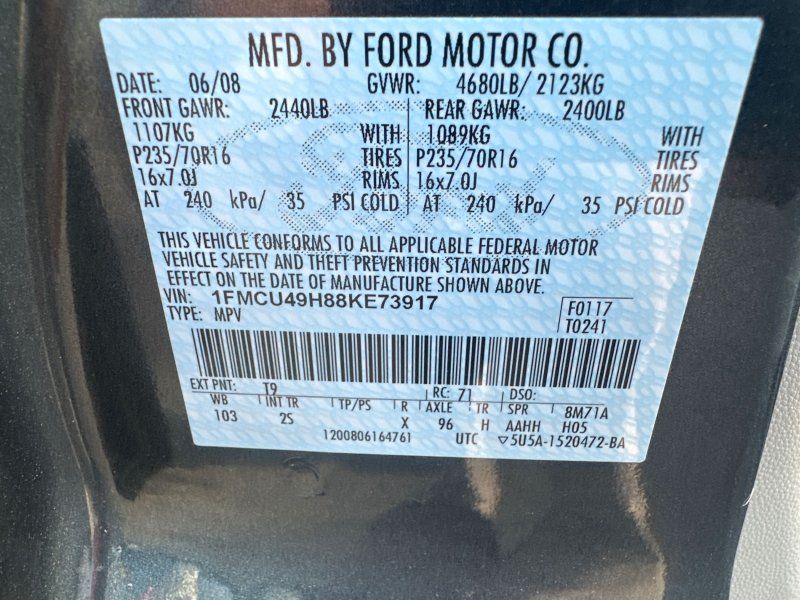 MFD. BY FORD MOTOR CO.
DATE: 06/08 GVWR: 4680LB/ 2123KG
FRONT GAWR: 2440LB REAR GAWR: 2400LB
1107KG WITH 1089KG WITH
P235/70R16 TIRES P235/70R16 TIRES
16x7.0J RIMS 16x7.0J RIMS
AT 240 kPa/ 35 PSI COLD AT 240 kPa/ 35 PSI COLD
THIS VEHICLE CONFORMS TO ALL APPLICABLE FEDERAL MOTOR
VEHICLE SAFETY AND THEFT PREVENTION STANDARDS IN
EFFECT ON THE DATE OF MANUFACTURE SHOWN ABOVE.
VIN: 1FMCU49H88KE73917 F0117
TYPE: MPV T0241
EXT PNT: T9 RC: 71 DSO:
WB INT TR TP/PS R AXLE TR SPR 8M71A
103 2S X 96 H AAHH H05
1200806164761 UTC ▽5U5A-1520472-BA